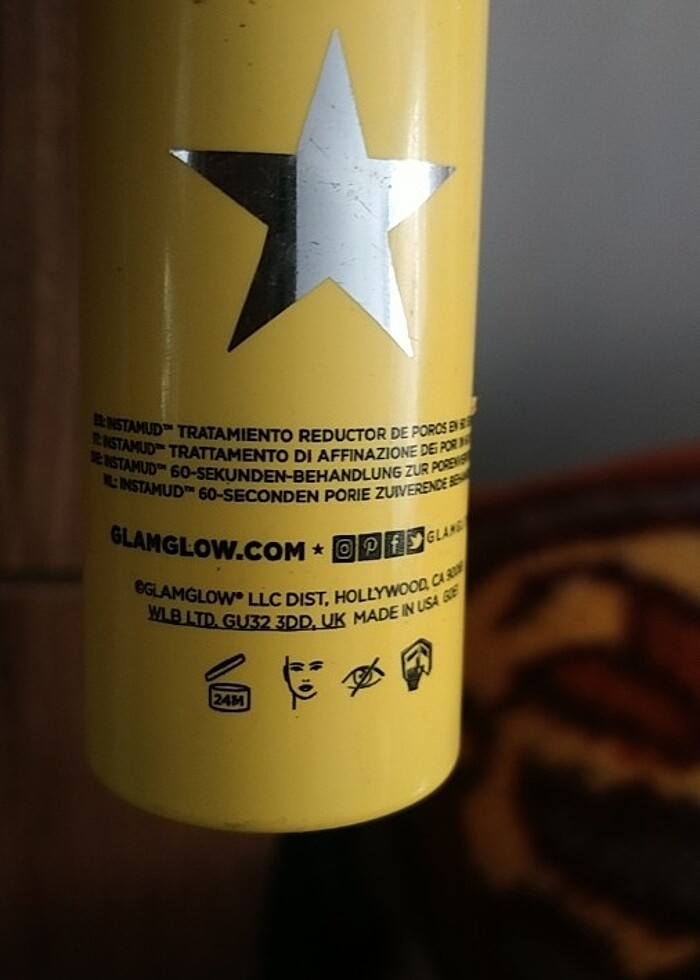 ES: INSTAMUD™ TRATAMIENTO REDUCTOR DE POROS EN 60
IT: INSTAMUD™ TRATTAMENTO DI AFFINAZIONE DEI PORI IN
DE: INSTAMUD™ 60-SEKUNDEN-BEHANDLUNG ZUR
NL: INSTAMUD™ 60-SECONDEN PORIE ZUIVERENDE
GLAMGLOW.COM ★
©GLAMGLOW® LLC DIST, HOLLYWOOD, CA
WLB LTD. GU32 3DD, UK MADE IN USA
24M